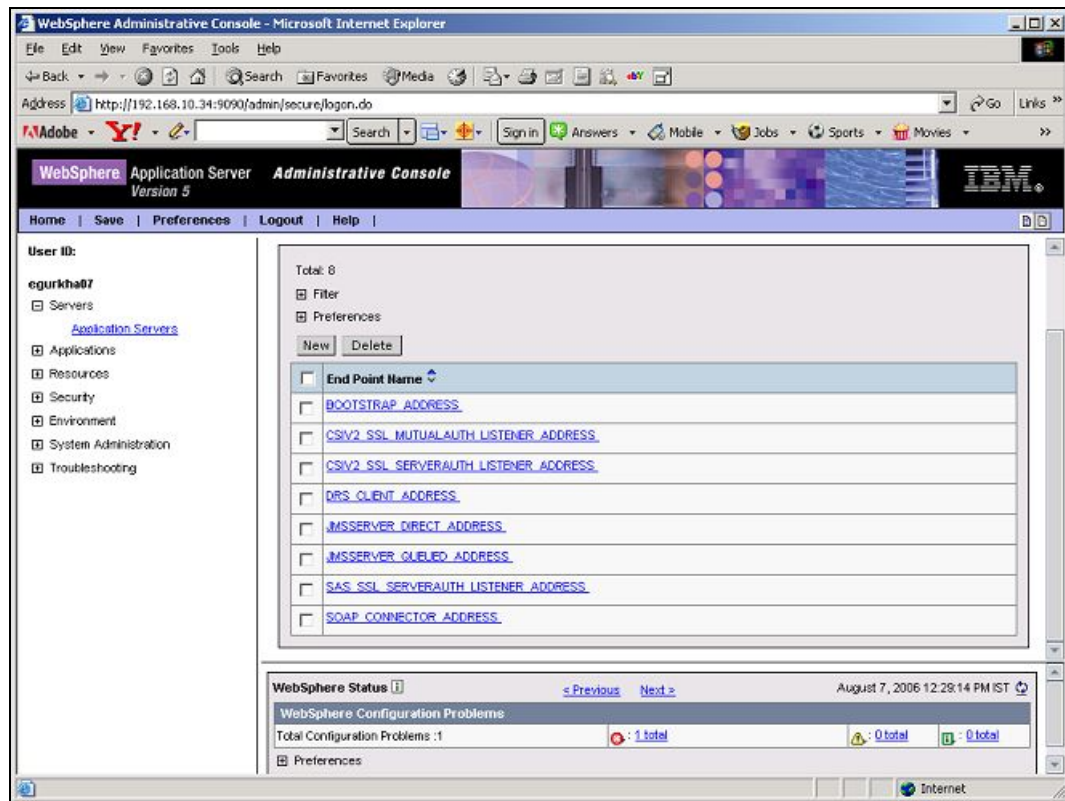 WebSphere Administrative Console - Microsoft Internet Explorer
File Edit View Favorites Tools Help
Back Search Favorites Media
Address http://192.168.10.34:9090/admin/secure/logon.do Go Links »
Adobe Y! Search Sign in Answers Mobile Jobs Sports Movies »
WebSphere Application Server Administrative Console
Version 5
IBM
Home | Save | Preferences | Logout | Help |
User ID:
egurkha07
Servers
Application Servers
Applications
Resources
Security
Environment
System Administration
Troubleshooting
Total: 8
Filter
Preferences
New Delete
End Point Name
BOOTSTRAP_ADDRESS
CSIV2_SSL_MUTUALAUTH_LISTENER_ADDRESS
CSIV2_SSL_SERVERAUTH_LISTENER_ADDRESS
DRS_CLIENT_ADDRESS
JMSSERVER_DIRECT_ADDRESS
JMSSERVER_QUEUED_ADDRESS
SAS_SSL_SERVERAUTH_LISTENER_ADDRESS
SOAP_CONNECTOR_ADDRESS
WebSphere Status < Previous Next > August 7, 2006 12:29:14 PM IST
WebSphere Configuration Problems
Total Configuration Problems :1 : 1 total : 0 total : 0 total
Preferences
Internet